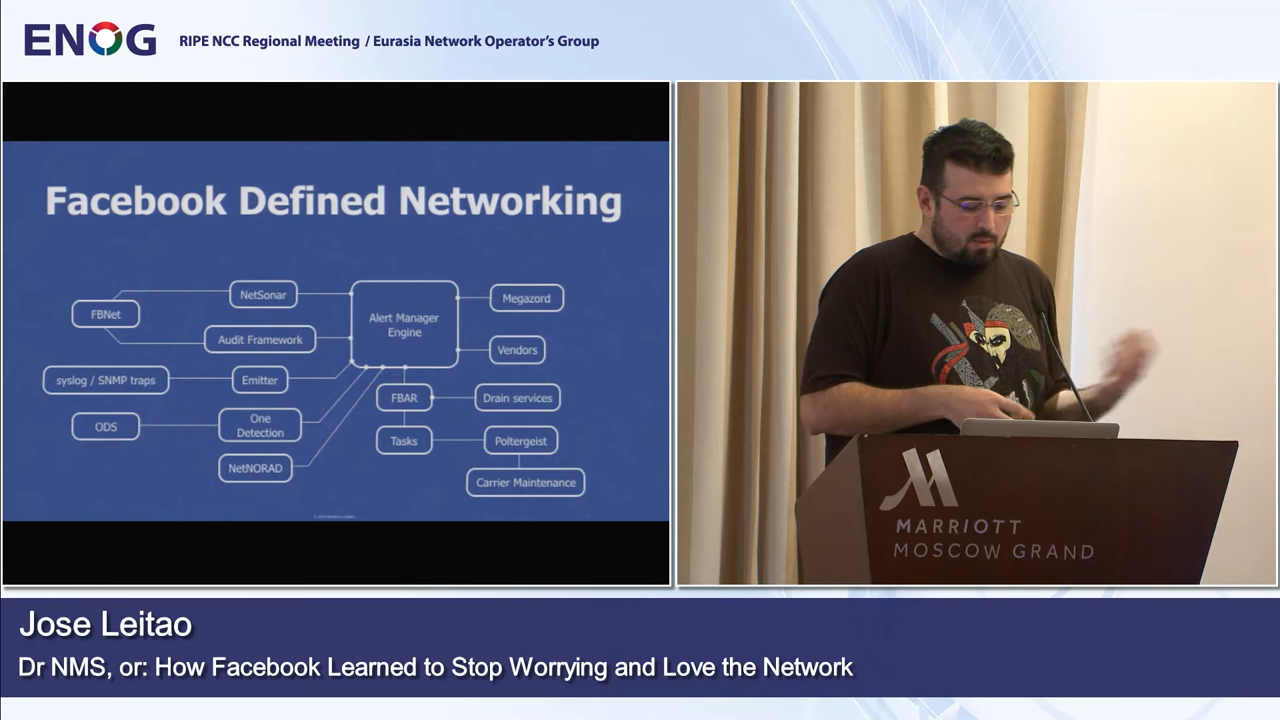 ENOG
RIPE NCC Regional Meeting / Eurasia Network Operator's Group
Facebook Defined Networking
FBNet
NetSonar
Audit Framework
syslog / SNMP traps
Emitter
ODS
One
Detection
NetNORAD
Alert Manager
Engine
Megazord
Vendors
FBAR
Drain services
Tasks
Poltergeist
Carrier Maintenance
MARRIOTT
MOSCOW GRAND
Jose Leitao
Dr NMS, or: How Facebook Learned to Stop Worrying and Love the Network